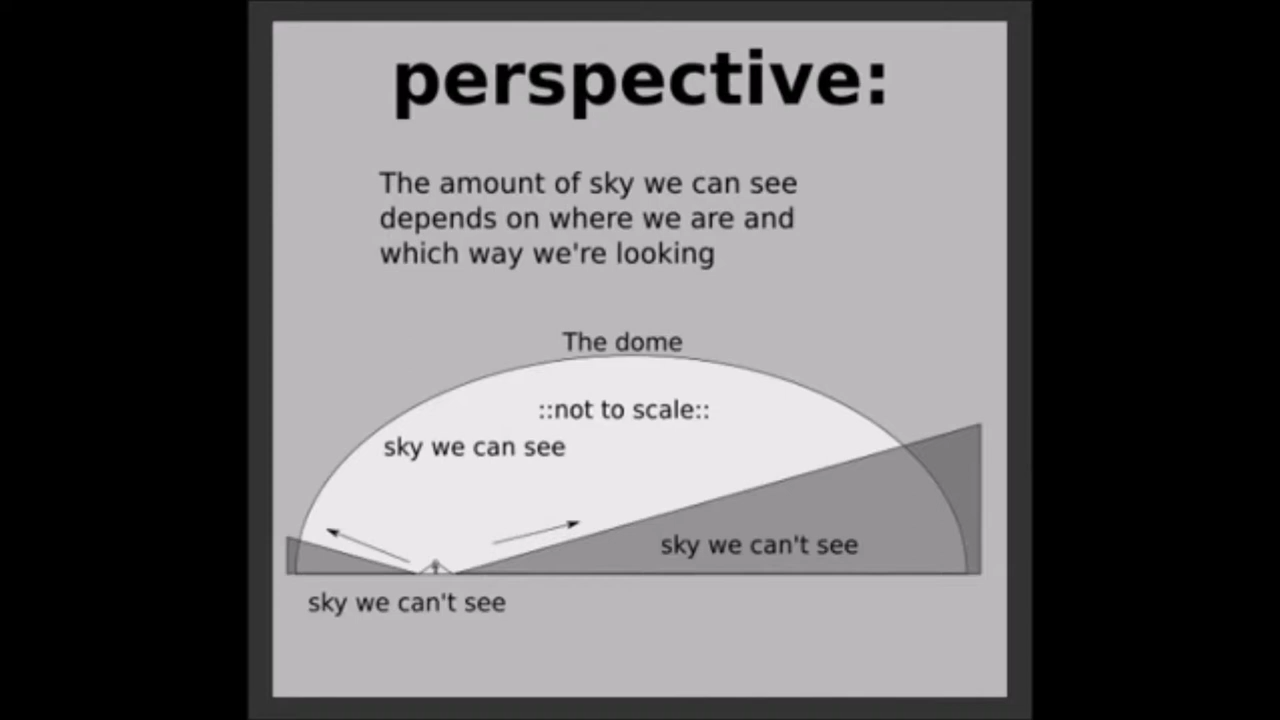 perspective:
The amount of sky we can see
depends on where we are and
which way we're looking
The dome
::not to scale::
sky we can see
sky we can't see
sky we can't see